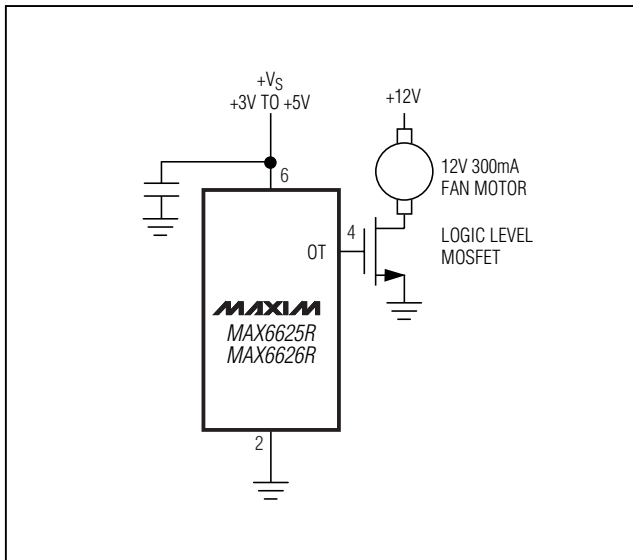 +VS
+3V TO +5V
+12V
6
12V 300mA
FAN MOTOR
4
OT
LOGIC LEVEL
MOSFET
MAXIM
MAX6625R
MAX6626R
2